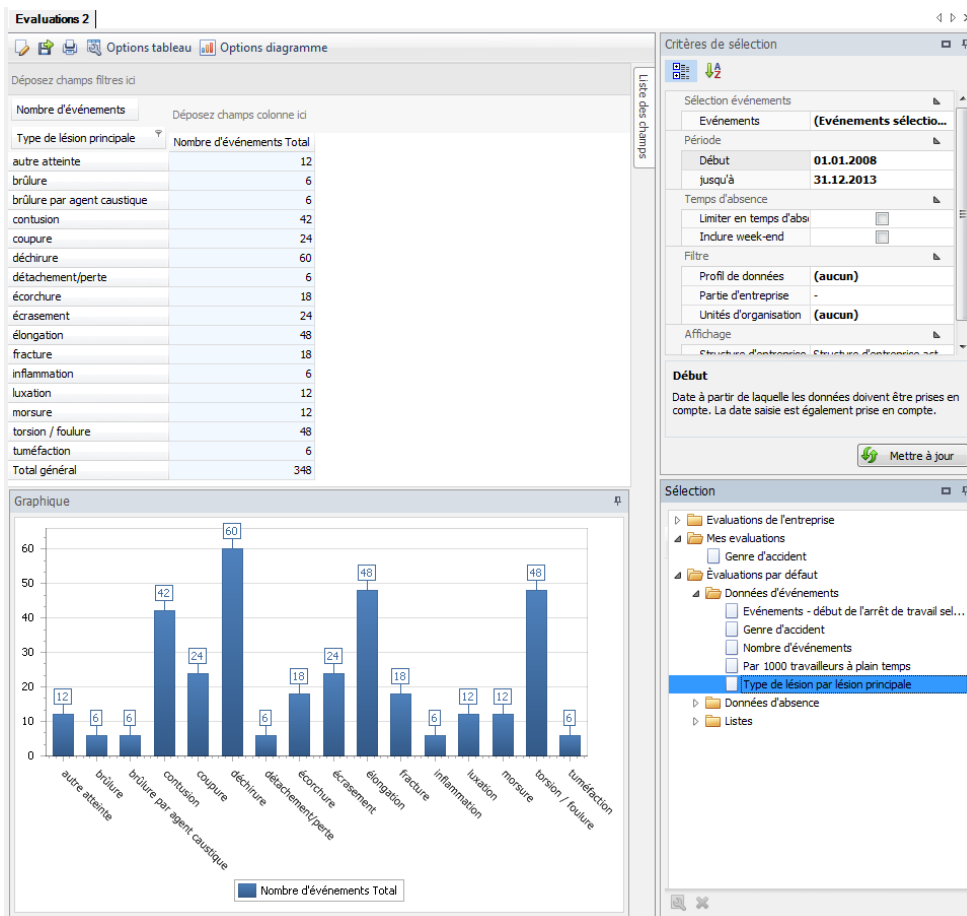 Evaluations 2
Options tableau Options diagramme
Déposez champs filtres ici
Nombre d'événements
Déposez champs colonne ici
Type de lésion principale
Nombre d'événements Total
autre atteinte 12
brûlure 6
brûlure par agent caustique 6
contusion 42
coupure 24
déchirure 60
détachement/perte 6
écorchure 18
écrasement 24
élongation 48
fracture 18
inflammation 6
luxation 12
morsure 12
torsion / foulure 48
tuméfaction 6
Total général 348
Liste des champs
Graphique
60
50
40
30
20
10
0
12
6
6
42
24
60
6
18
24
48
18
6
12
12
48
6
autre atteinte
brûlure
brûlure par agent caustique
contusion
coupure
déchirure
détachement/perte
écorchure
écrasement
élongation
fracture
inflammation
luxation
morsure
torsion / foulure
tuméfaction
Nombre d'événements Total
Critères de sélection
Sélection événements
Evénements (Evénements sélectio...
Période
Début 01.01.2008
jusqu'à 31.12.2013
Temps d'absence
Limiter en temps d'abs
Inclure week-end
Filtre
Profil de données (aucun)
Partie d'entreprise -
Unités d'organisation (aucun)
Affichage
Structure d'entreprise Structure d'entreprise act
Début
Date à partir de laquelle les données doivent être prises en
compte. La date saisie est également prise en compte.
Mettre à jour
Sélection
Evaluations de l'entreprise
Mes evaluations
Genre d'accident
Èvaluations par défaut
Données d'événements
Evénements - début de l'arrêt de travail sel...
Genre d'accident
Nombre d'événements
Par 1000 travailleurs à plain temps
Type de lésion par lésion principale
Données d'absence
Listes